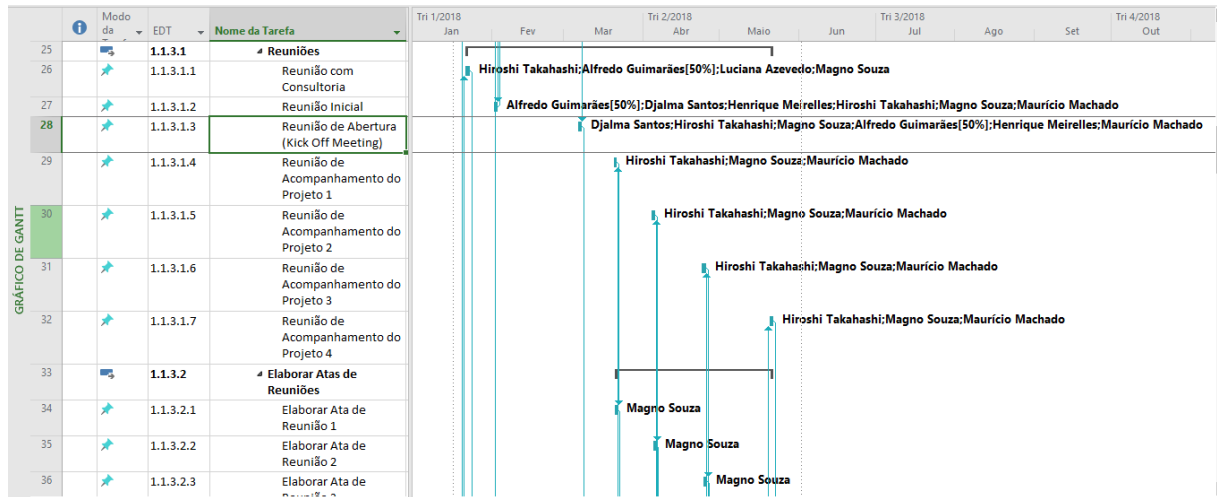 Modo
da
EDT
Nome da Tarefa
Tri 1/2018
Tri 2/2018
Tri 3/2018
Tri 4/2018
Jan
Fev
Mar
Abr
Maio
Jun
Jul
Ago
Set
Out
GRÁFICO DE GANTT
25
1.1.3.1
Reuniões
26
1.1.3.1.1
Reunião com
Consultoria
Hiroshi Takahashi;Alfredo Guimarães[50%];Luciana Azevedo;Magno Souza
27
1.1.3.1.2
Reunião Inicial
Alfredo Guimarães[50%];Djalma Santos;Henrique Meirelles;Hiroshi Takahashi;Magno Souza;Maurício Machado
28
1.1.3.1.3
Reunião de Abertura
(Kick Off Meeting)
Djalma Santos;Hiroshi Takahashi;Magno Souza;Alfredo Guimarães[50%];Henrique Meirelles;Maurício Machado
29
1.1.3.1.4
Reunião de
Acompanhamento do
Projeto 1
Hiroshi Takahashi;Magno Souza;Maurício Machado
30
1.1.3.1.5
Reunião de
Acompanhamento do
Projeto 2
Hiroshi Takahashi;Magno Souza;Maurício Machado
31
1.1.3.1.6
Reunião de
Acompanhamento do
Projeto 3
Hiroshi Takahashi;Magno Souza;Maurício Machado
32
1.1.3.1.7
Reunião de
Acompanhamento do
Projeto 4
Hiroshi Takahashi;Magno Souza;Maurício Machado
33
1.1.3.2
Elaborar Atas de
Reuniões
34
1.1.3.2.1
Elaborar Ata de
Reunião 1
Magno Souza
35
1.1.3.2.2
Elaborar Ata de
Reunião 2
Magno Souza
36
1.1.3.2.3
Elaborar Ata de
Magno Souza